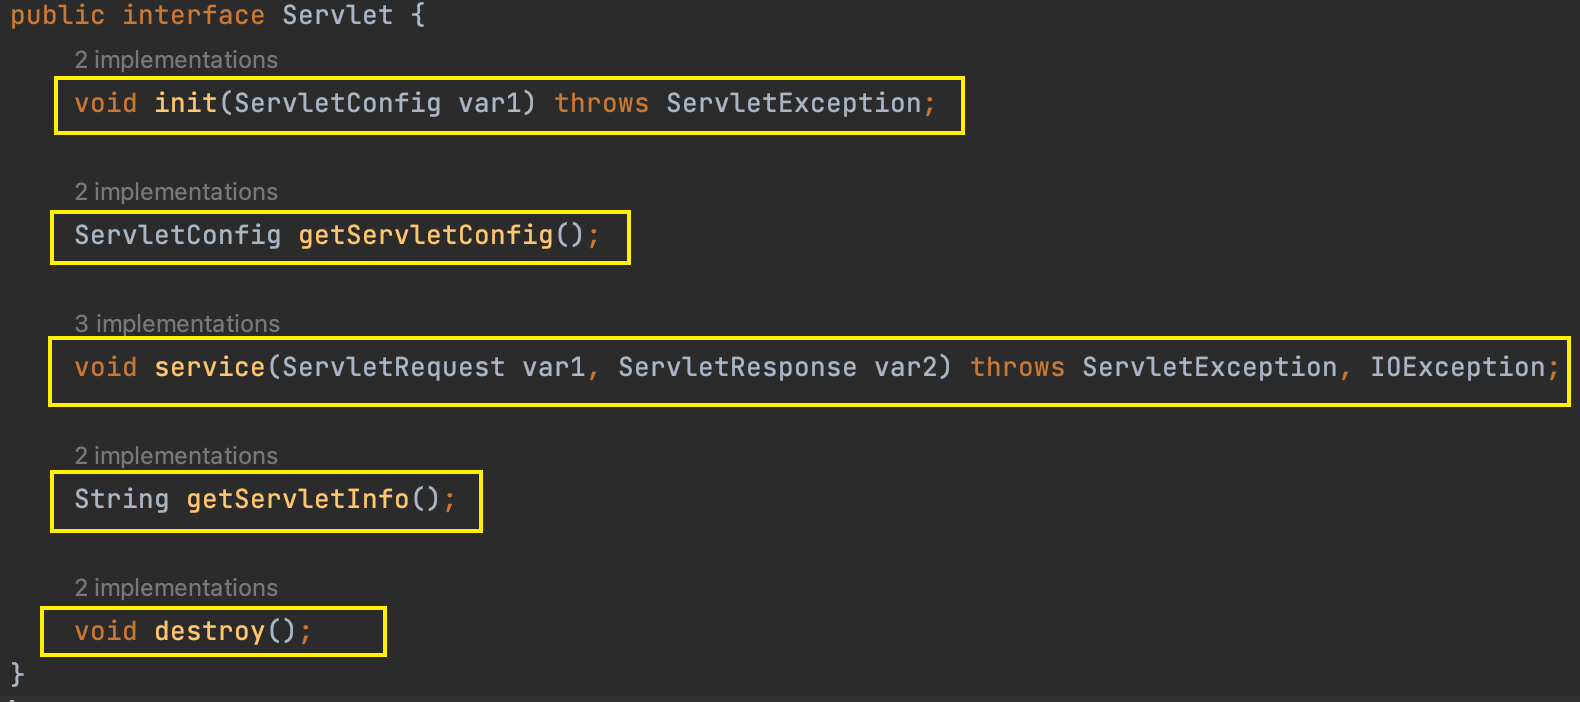 public interface Servlet {
2 implementations
void init(ServletConfig var1) throws ServletException;
2 implementations
ServletConfig getServletConfig();
3 implementations
void service(ServletRequest var1, ServletResponse var2) throws ServletException, IOException;
2 implementations
String getServletInfo();
2 implementations
void destroy();
}